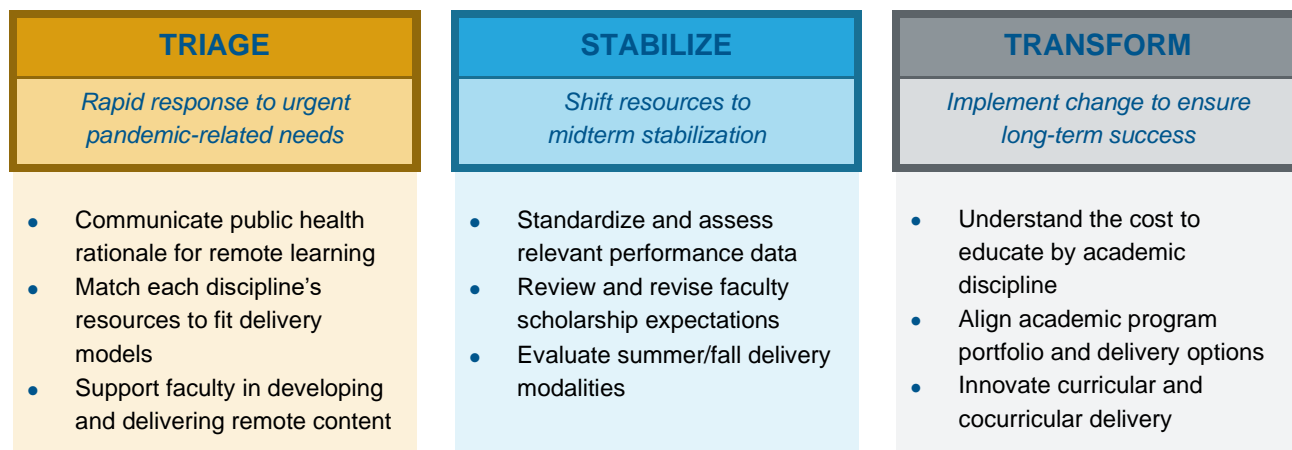 TRIAGE
Rapid response to urgent
pandemic-related needs
● Communicate public health
rationale for remote learning
● Match each discipline’s
resources to fit delivery
models
● Support faculty in developing
and delivering remote content
STABILIZE
Shift resources to
midterm stabilization
● Standardize and assess
relevant performance data
● Review and revise faculty
scholarship expectations
● Evaluate summer/fall delivery
modalities
TRANSFORM
Implement change to ensure
long-term success
● Understand the cost to
educate by academic
discipline
● Align academic program
portfolio and delivery options
● Innovate curricular and
cocurricular delivery